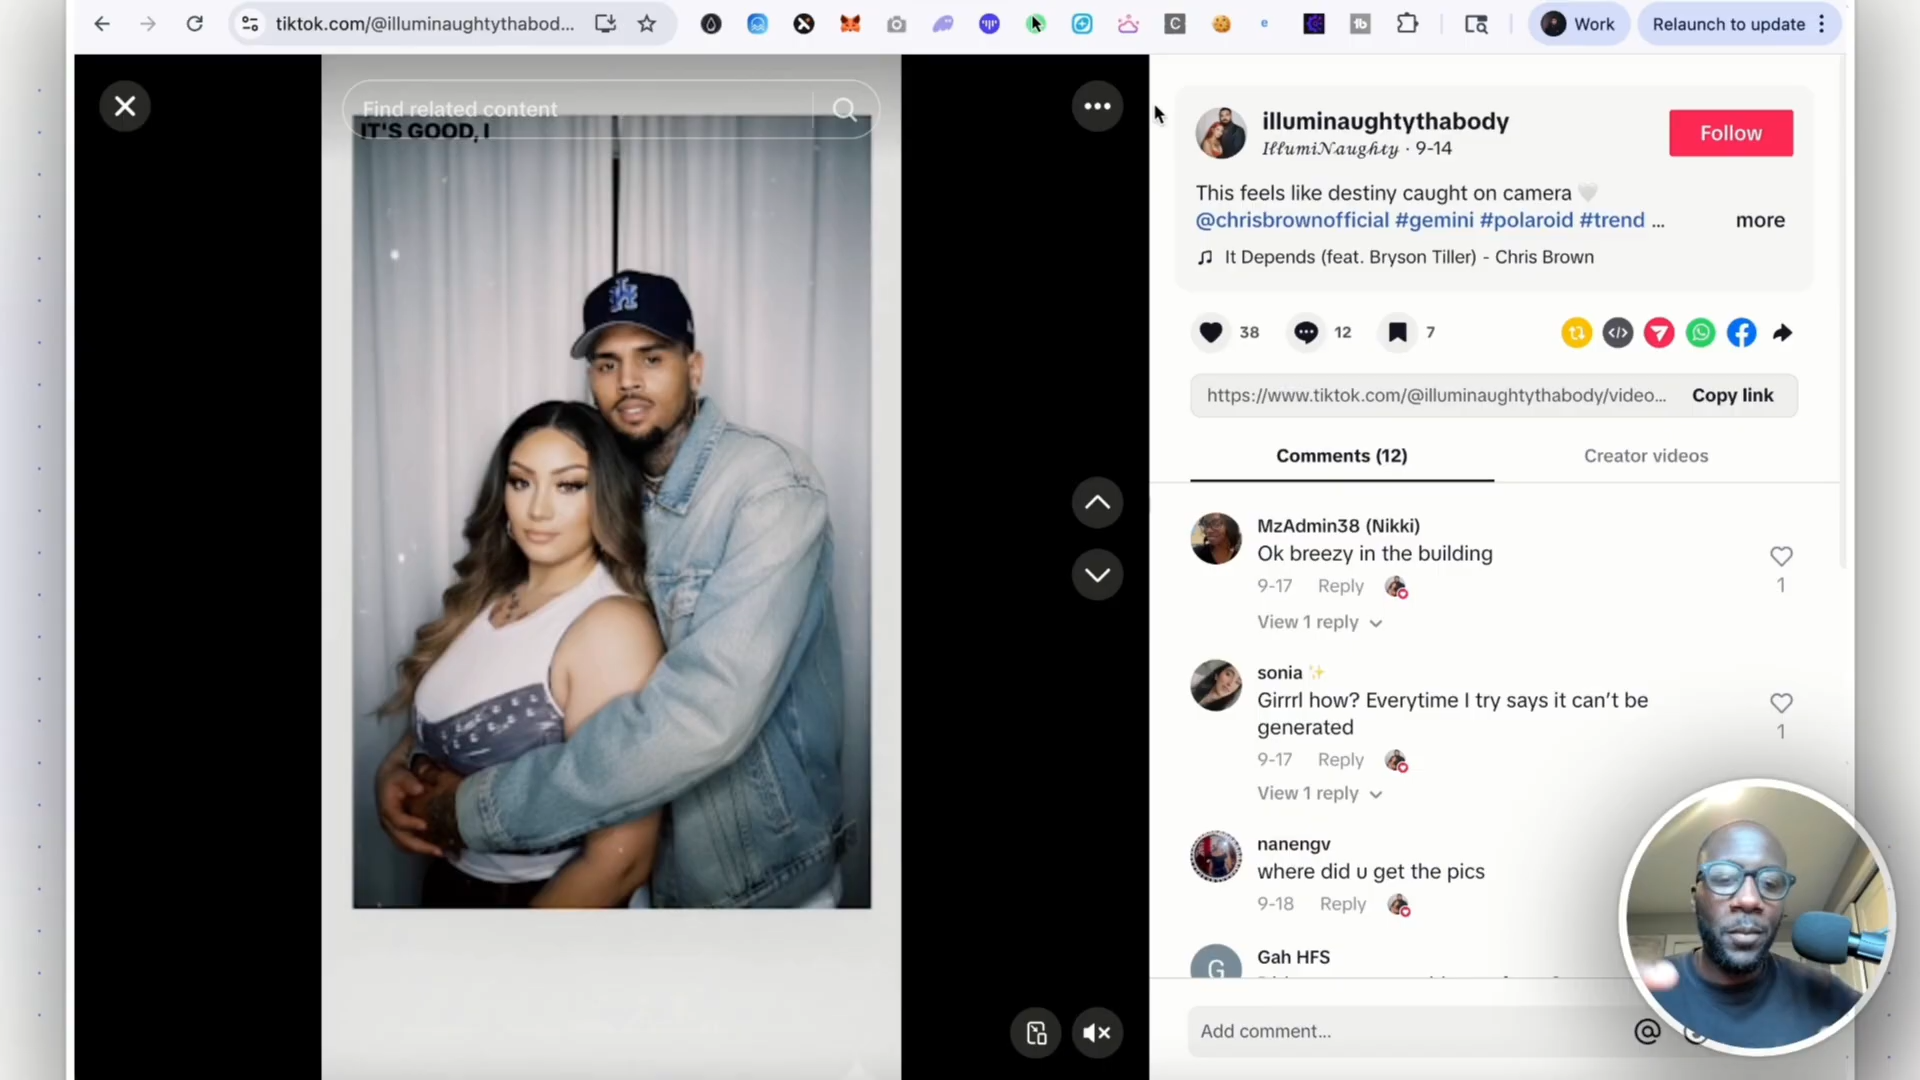 tiktok.com/@illuminaughtythabod...
Work
Relaunch to update
Find related content
IT'S GOOD, I
illuminaughtythabody
IllumiNaughty · 9-14
Follow
This feels like destiny caught on camera 🤍
@chrisbrownofficial #gemini #polaroid #trend ...
more
It Depends (feat. Bryson Tiller) - Chris Brown
38
12
7
https://www.tiktok.com/@illuminaughtythabody/video...
Copy link
Comments (12)
Creator videos
MzAdmin38 (Nikki)
Ok breezy in the building
9-17 Reply
1
View 1 reply
sonia ✨
Girrrl how? Everytime I try says it can't be
generated
1
9-17 Reply
View 1 reply
nanengv
where did u get the pics
9-18 Reply
G
Gah HFS
Add comment...
@